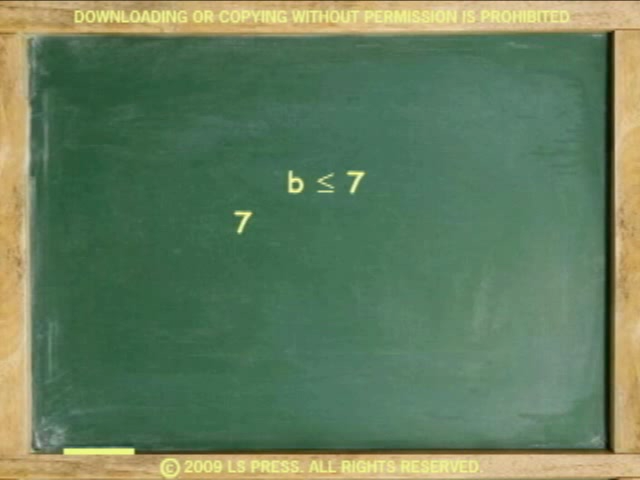 DOWNLOADING OR COPYING WITHOUT PERMISSION IS PROHIBITED
b ≤ 7
7
© 2009 LS PRESS. ALL RIGHTS RESERVED.